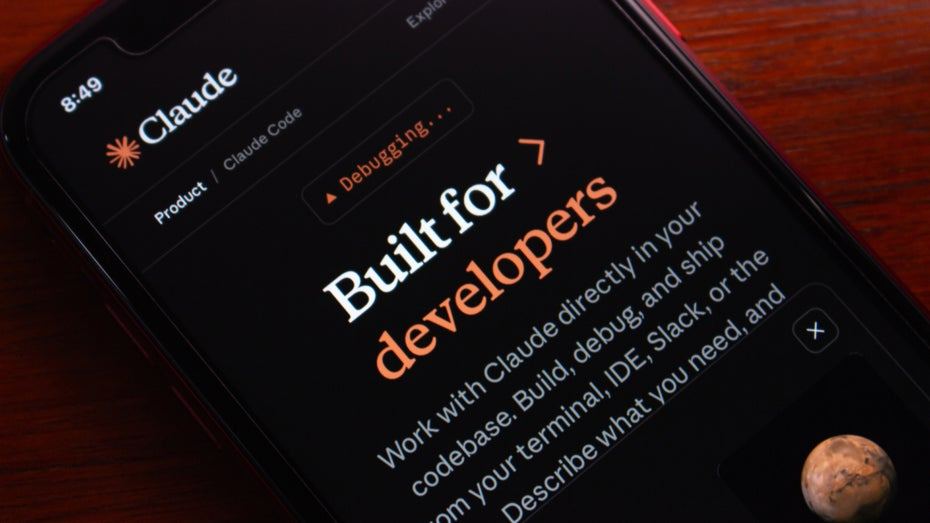 8:49
Claude
Product / Claude Code
▲ Debugging...
Built for >
developers
Work with Claude directly in your
codebase. Build, debug, and ship
your terminal, IDE, Slack, or the
Describe what you need, and